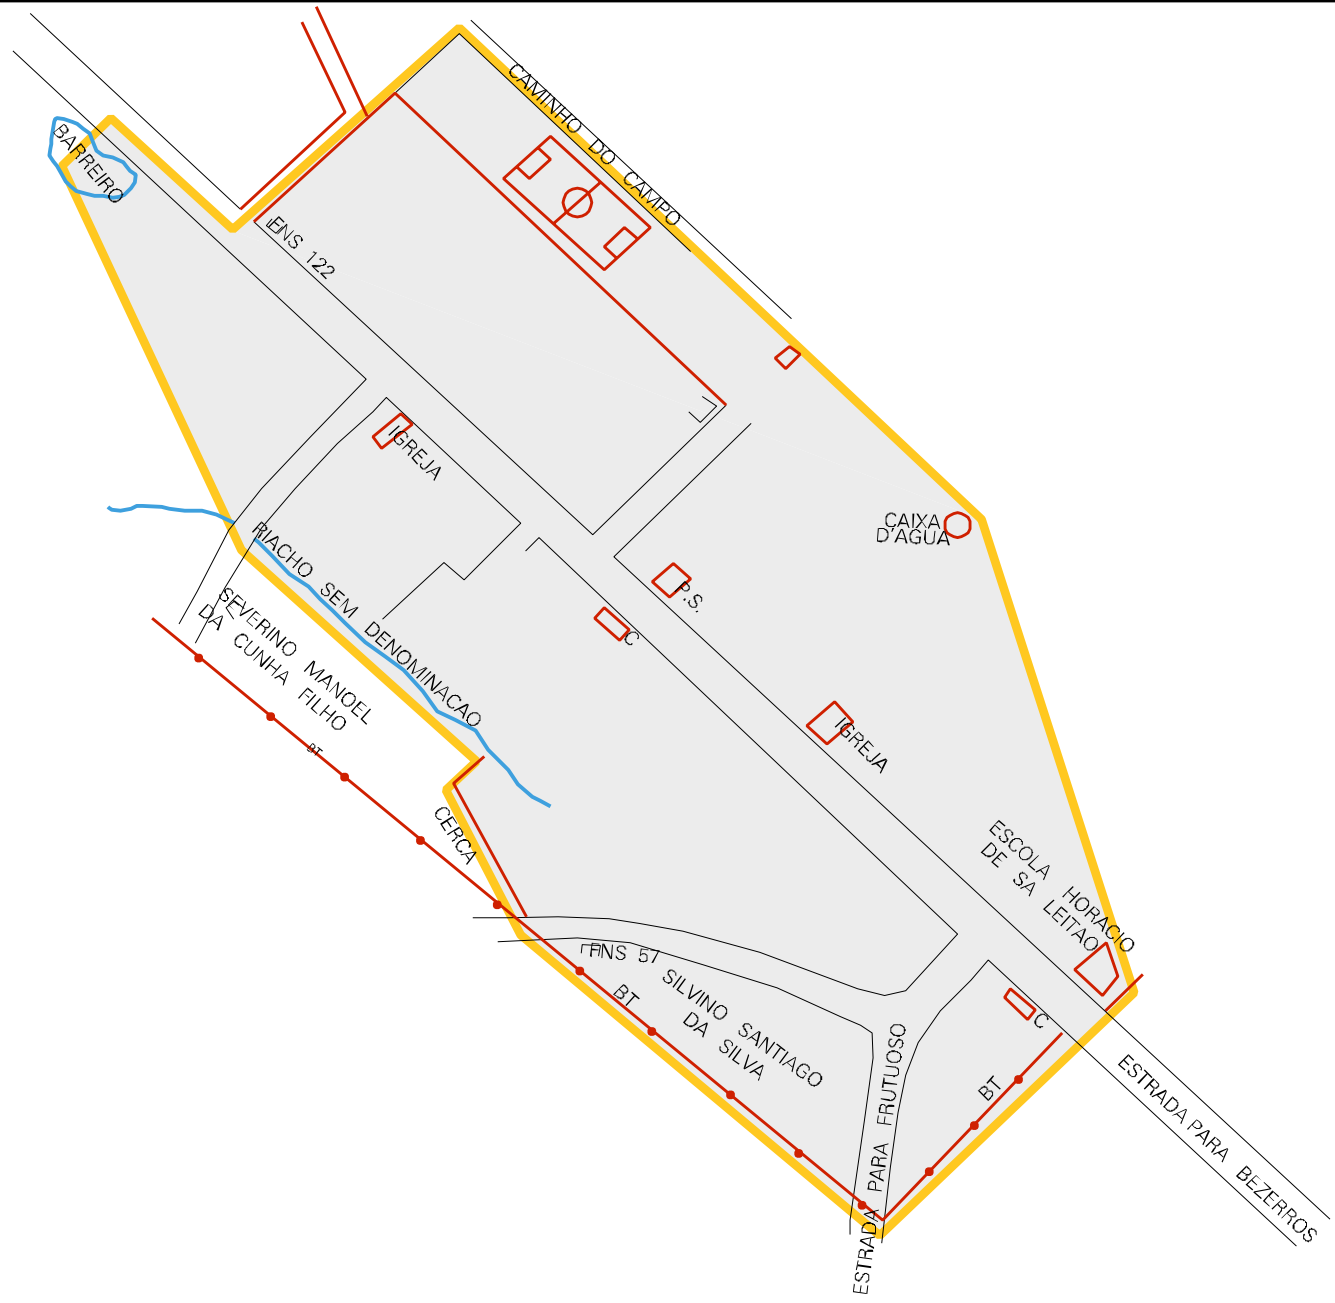 CAMINHO DO CAMPO
BARREIRO
ENS 122
IGREJA
CAIXA
D'AGUA
RIACHO SEM DENOMINACAO
P.S.
C
SEVERINO MANOEL
DA CUNHA FILHO
BT
IGREJA
CERCA
ESCOLA HORACIO
DE SA LEITAO
ENS 57
BT
SILVINO SANTIAGO
DA SILVA
C
BT
ESTRADA PARA FRUTUOSO
ESTRADA PARA BEZERROS